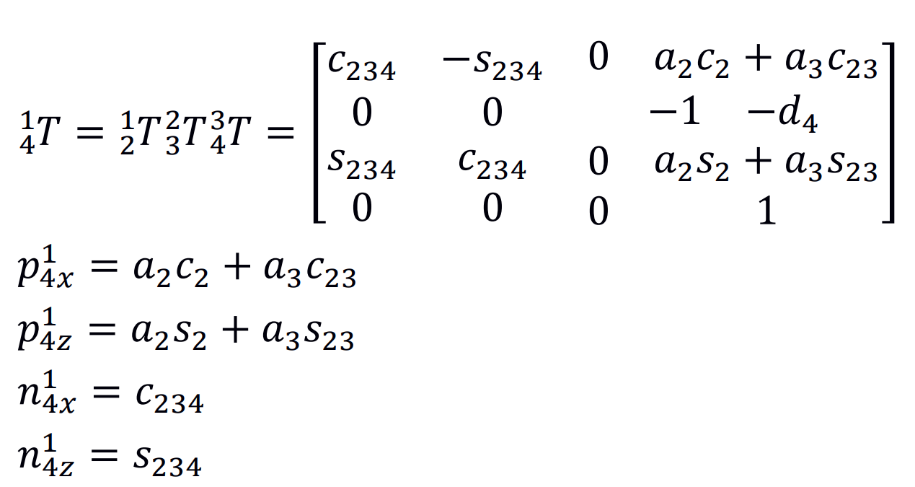 ¹₄T = ¹₂T²₃T³₄T = [c₂₃₄ −s₂₃₄ 0 a₂c₂ + a₃c₂₃
0 0 −1 −d₄
s₂₃₄ c₂₃₄ 0 a₂s₂ + a₃s₂₃
0 0 0 1]
p¹₄ₓ = a₂c₂ + a₃c₂₃
p¹₄z = a₂s₂ + a₃s₂₃
n¹₄ₓ = c₂₃₄
n¹₄z = s₂₃₄